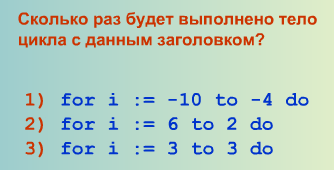 Сколько раз будет выполнено тело
цикла с данным заголовком?
1) for i := -10 to -4 do
2) for i := 6 to 2 do
3) for i := 3 to 3 do